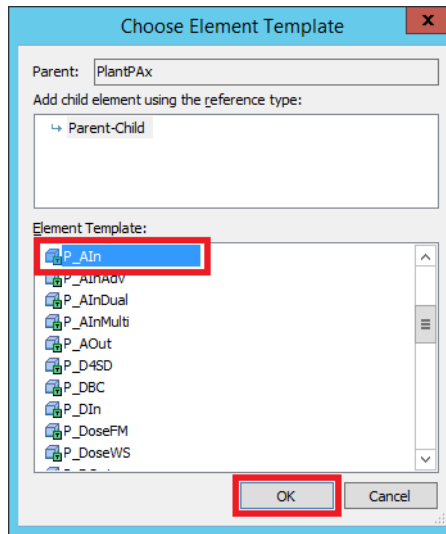 Choose Element Template
x
Parent: PlantPAx
Add child element using the reference type:
Parent-Child
Element Template:
P_AIn
P_AInAdv
P_AInDual
P_AInMulti
P_AOut
P_D4SD
P_DBC
P_DIn
P_DoseFM
P_DoseWS
OK Cancel